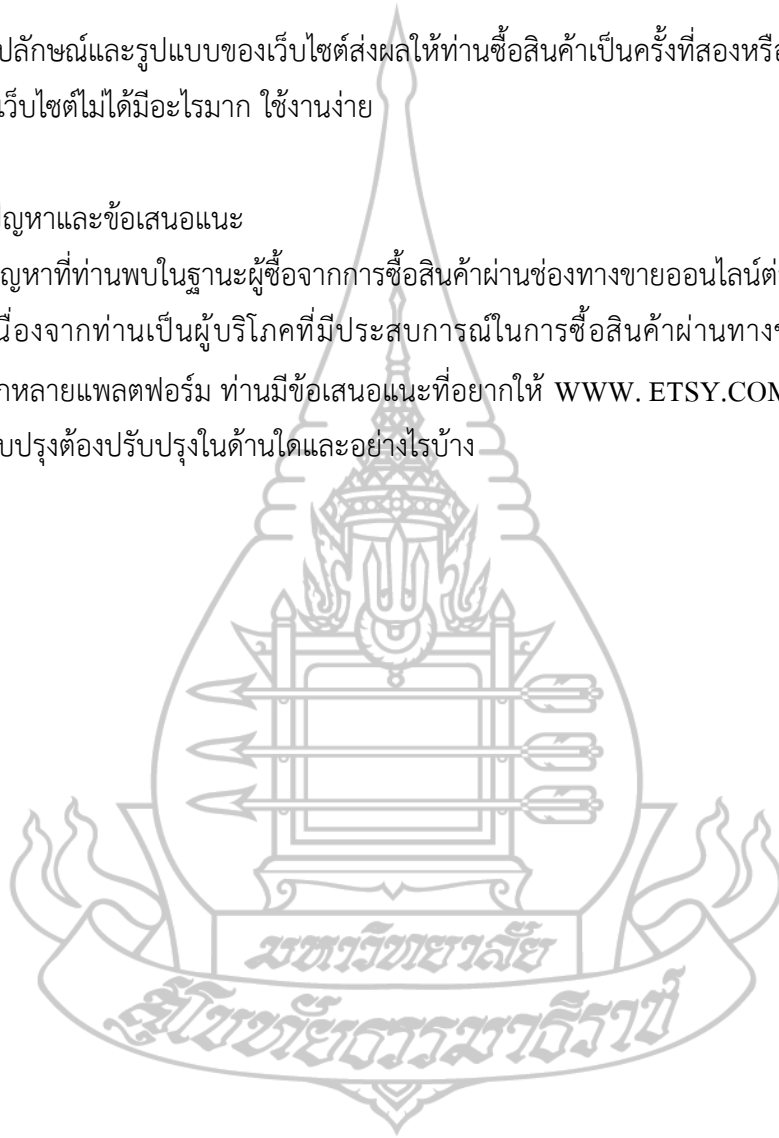 ปลักษณ์และรูปแบบของเว็บไซต์ส่งผลให้ท่านซื้อสินค้าเป็นครั้งที่สองหรือ
เว็บไซต์ไม่ได้มีอะไรมาก ใช้งานง่าย
ปัญหาและข้อเสนอแนะ
ญหาที่ท่านพบในฐานะผู้ซื้อจากการซื้อสินค้าผ่านช่องทางขายออนไลน์ต่
นื่องจากท่านเป็นผู้บริโภคที่มีประสบการณ์ในการซื้อสินค้าผ่านทาง
กหลายแพลตฟอร์ม ท่านมีข้อเสนอแนะที่อยากให้ WWW. ETSY.COM
บปรุงต้องปรับปรุงในด้านใดและอย่างไรบ้าง
มหาวิทยาลัย
สุโขทัยธรรมาธิราช